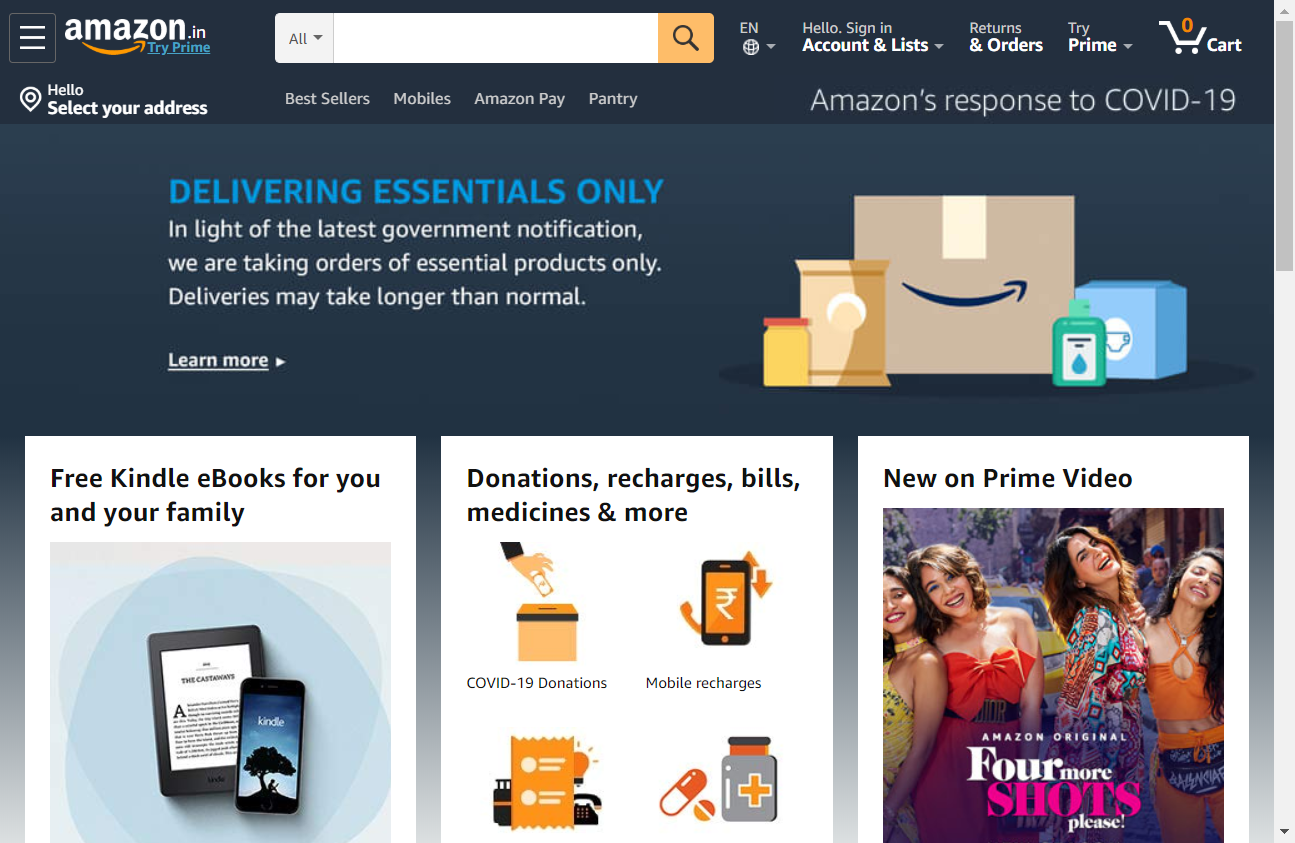 amazon.in
Try Prime
All
EN
Hello. Sign in
Account & Lists
Returns
& Orders
Try
Prime
0
Cart
Hello
Select your address
Best Sellers
Mobiles
Amazon Pay
Pantry
Amazon's response to COVID-19
DELIVERING ESSENTIALS ONLY
In light of the latest government notification,
we are taking orders of essential products only.
Deliveries may take longer than normal.
Learn more
Free Kindle eBooks for you
and your family
THE CASTAWAYS
kindle
kindle
Donations, recharges, bills,
medicines & more
₹
COVID-19 Donations
Mobile recharges
New on Prime Video
DIOR
BALENCIAGA
AMAZON ORIGINAL
Four more
SHOTS
please!